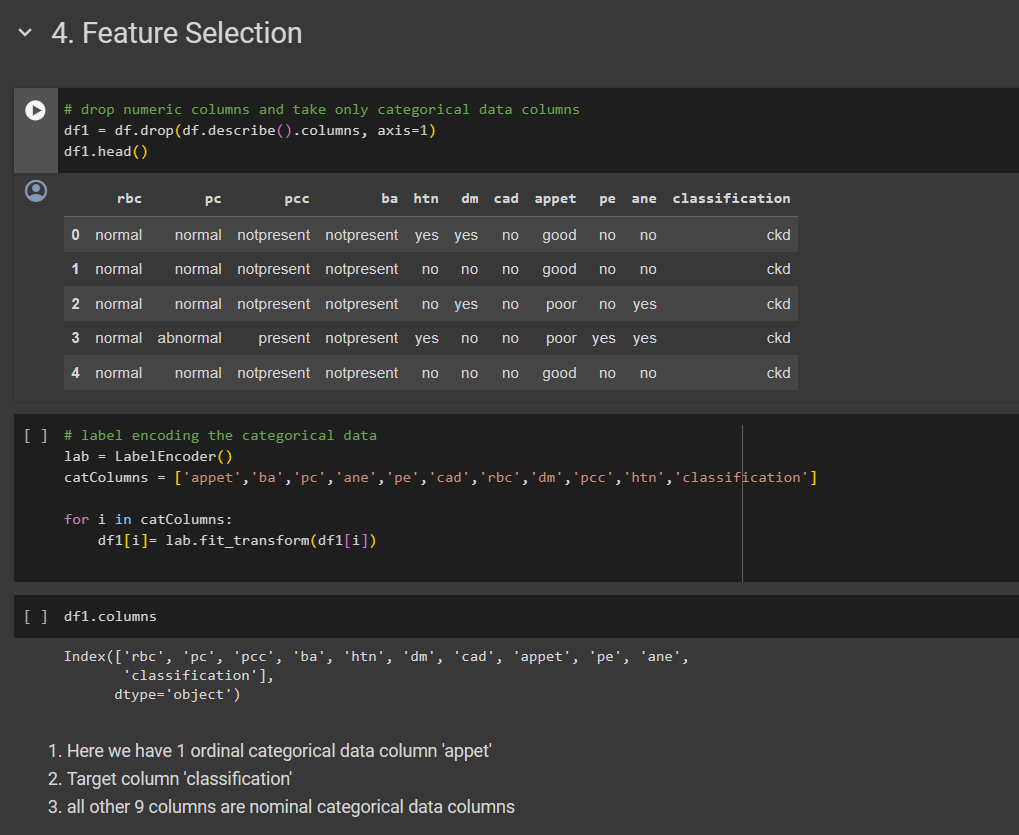 4. Feature Selection
# drop numeric columns and take only categorical data columns
df1 = df.drop(df.describe().columns, axis=1)
df1.head()
rbc pc pcc ba htn dm cad appet pe ane classification
0 normal normal notpresent notpresent yes yes no good no no ckd
1 normal normal notpresent notpresent no no no good no no ckd
2 normal normal notpresent notpresent no yes no poor no yes ckd
3 normal abnormal present notpresent yes no no poor yes yes ckd
4 normal normal notpresent notpresent no no no good no no ckd
[ ] # label encoding the categorical data
lab = LabelEncoder()
catColumns = ['appet','ba','pc','ane','pe','cad','rbc','dm','pcc','htn','classification']
for i in catColumns:
    df1[i]= lab.fit_transform(df1[i])
[ ] df1.columns
Index(['rbc', 'pc', 'pcc', 'ba', 'htn', 'dm', 'cad', 'appet', 'pe', 'ane',
       'classification'],
      dtype='object')
1. Here we have 1 ordinal categorical data column 'appet'
2. Target column 'classification'
3. all other 9 columns are nominal categorical data columns